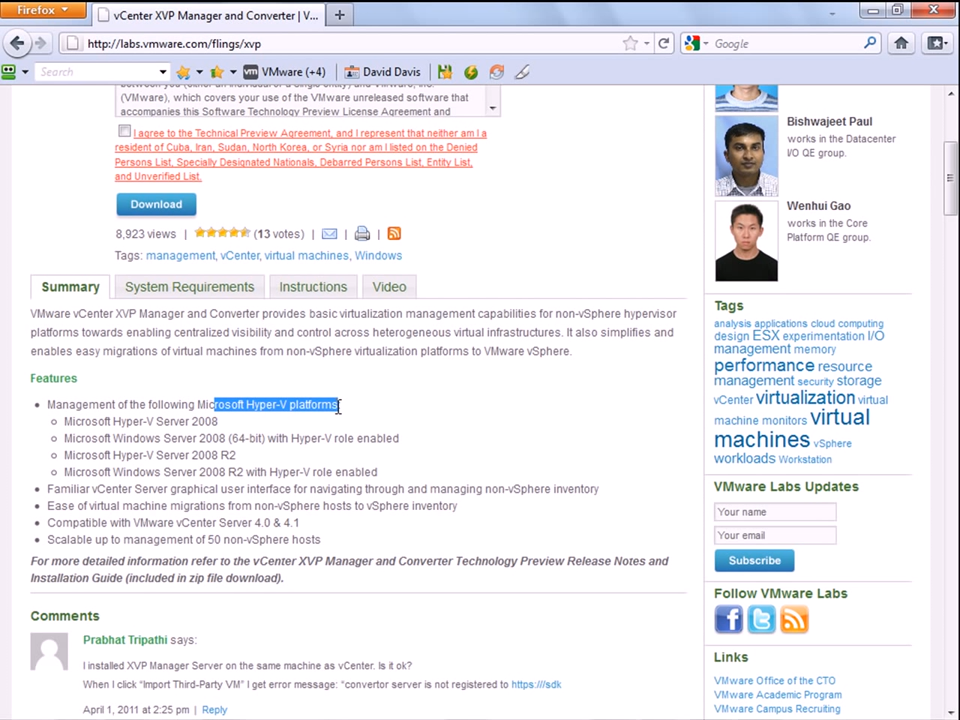 Firefox
vCenter XVP Manager and Converter | V...
http://labs.vmware.com/flings/xvp
Google
Search
vm VMware (+4)
David Davis
(VMware), which covers your use of the VMware unreleased software that
accompanies this Software Technology Preview License Agreement and
I agree to the Technical Preview Agreement, and I represent that neither am I a
resident of Cuba, Iran, Sudan, North Korea, or Syria nor am I listed on the Denied
Persons List, Specially Designated Nationals, Debarred Persons List, Entity List,
and Unverified List.
Download
8,923 views | (13 votes) | | |
Tags: management, vCenter, virtual machines, Windows
Summary
System Requirements
Instructions
Video
VMware vCenter XVP Manager and Converter provides basic virtualization management capabilities for non-vSphere hypervisor
platforms towards enabling centralized visibility and control across heterogeneous virtual infrastructures. It also simplifies and
enables easy migrations of virtual machines from non-vSphere virtualization platforms to VMware vSphere.
Features
Management of the following Microsoft Hyper-V platforms
Microsoft Hyper-V Server 2008
Microsoft Windows Server 2008 (64-bit) with Hyper-V role enabled
Microsoft Hyper-V Server 2008 R2
Microsoft Windows Server 2008 R2 with Hyper-V role enabled
Familiar vCenter Server graphical user interface for navigating through and managing non-vSphere inventory
Ease of virtual machine migrations from non-vSphere hosts to vSphere inventory
Compatible with VMware vCenter Server 4.0 & 4.1
Scalable up to management of 50 non-vSphere hosts
For more detailed information refer to the vCenter XVP Manager and Converter Technology Preview Release Notes and
Installation Guide (included in zip file download).
Comments
Prabhat Tripathi says:
I installed XVP Manager Server on the same machine as vCenter. Is it ok?
When I click “Import Third-Party VM” I get error message: “convertor server is not registered to https://sdk
April 1, 2011 at 2:25 pm | Reply
Bishwajeet Paul
works in the Datacenter
I/O QE group.
Wenhui Gao
works in the Core
Platform QE group.
Tags
analysis applications cloud computing
design ESX experimentation I/O
management memory
performance resource
management security storage
vCenter virtualization virtual
machine monitors virtual
machines vSphere
workloads Workstation
VMware Labs Updates
Your name
Your email
Subscribe
Follow VMware Labs
Links
VMware Office of the CTO
VMware Academic Program
VMware Campus Recruiting